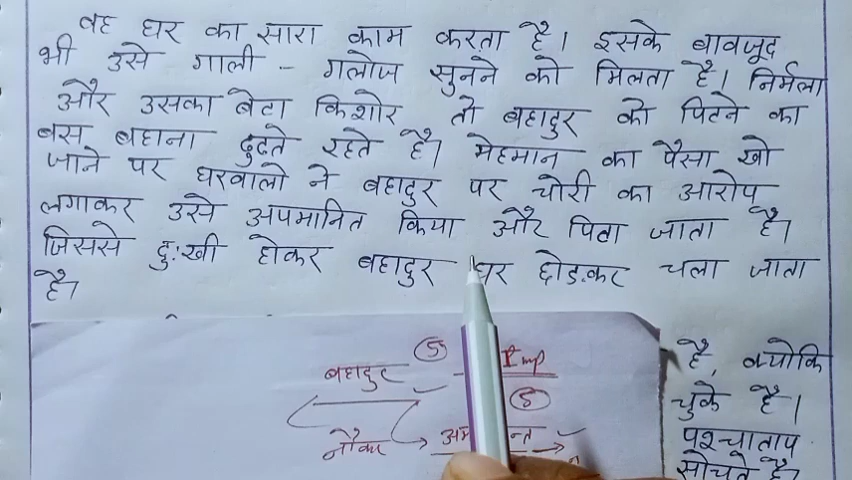 वह घर का सारा काम करता है। इसके बावजूद
भी उसे गाली - गलोज सुनने को मिलता है। निर्मला
और उसका बेटा किशोर तो बहादुर को पिटने का
बस बहाना ढुढते रहते है। मेहमान का पैसा खो
जाने पर घरवालो ने बहादुर पर चोरी का आरोप
लगाकर उसे अपमानित किया और पिटा जाता है।
जिससे दुःखी होकर बहादुर घर छोड़कर चला जाता
है।
है, क्योकि
चुके है।
पश्चाताप
सोचते है।
बहादुर 5 Imp
5
नौकर